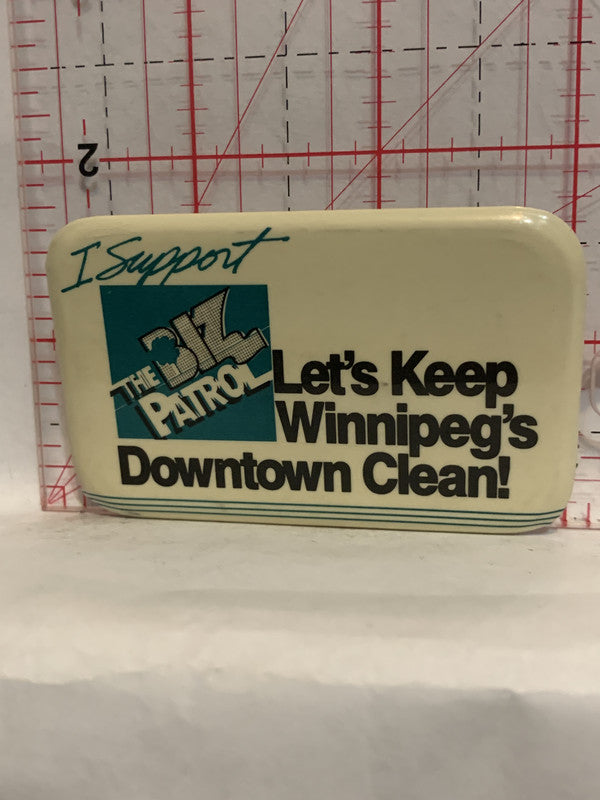 2
I Support
THE BIZ
PATROL
Let's Keep
Winnipeg's
Downtown Clean!